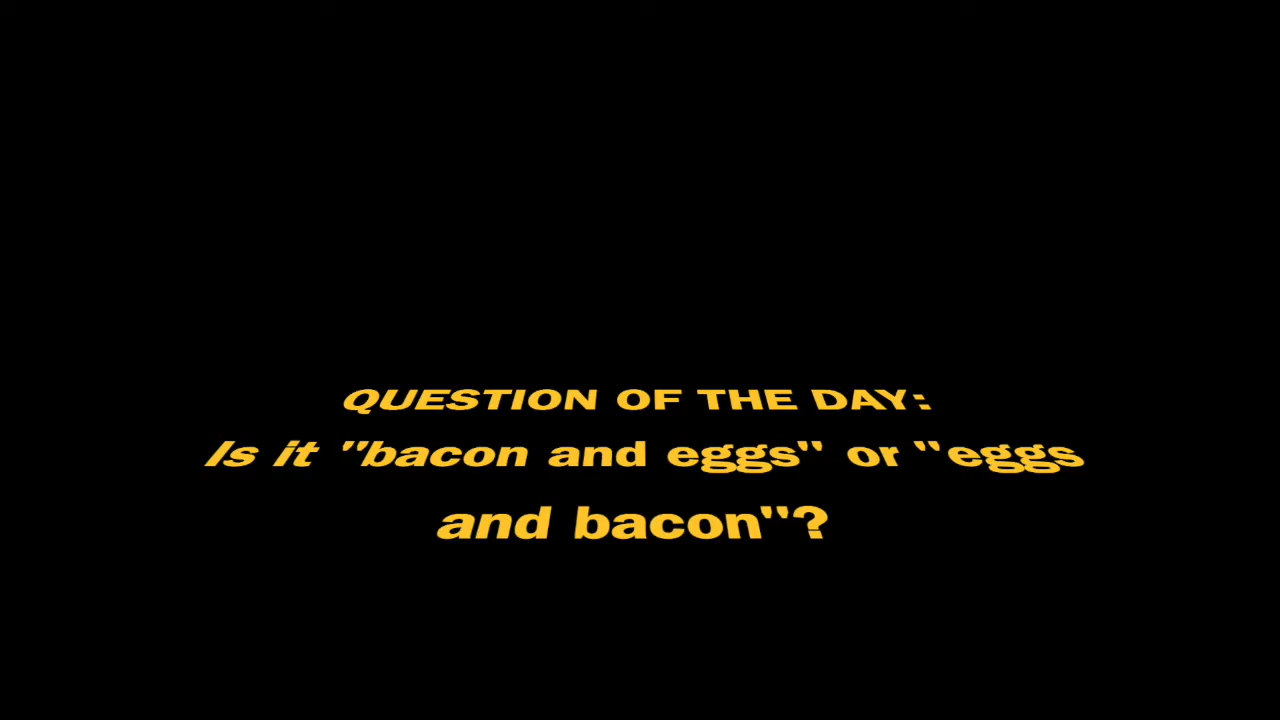 QUESTION OF THE DAY:
Is it "bacon and eggs" or "eggs
and bacon"?